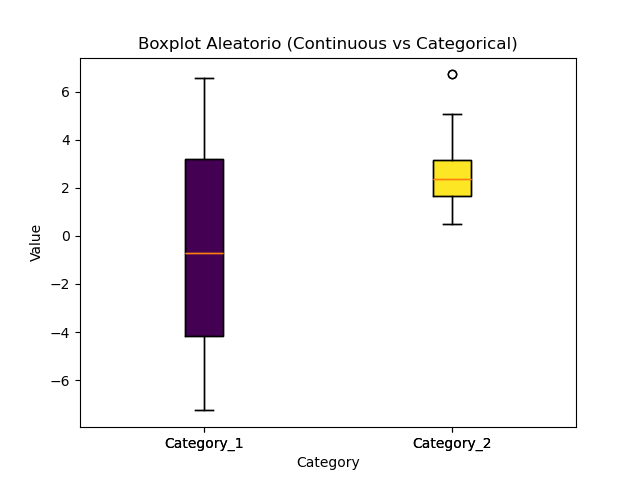 Boxplot Aleatorio (Continuous vs Categorical)
6
4
2
0
−2
−4
−6
Value
Category_1
Category_2
Category